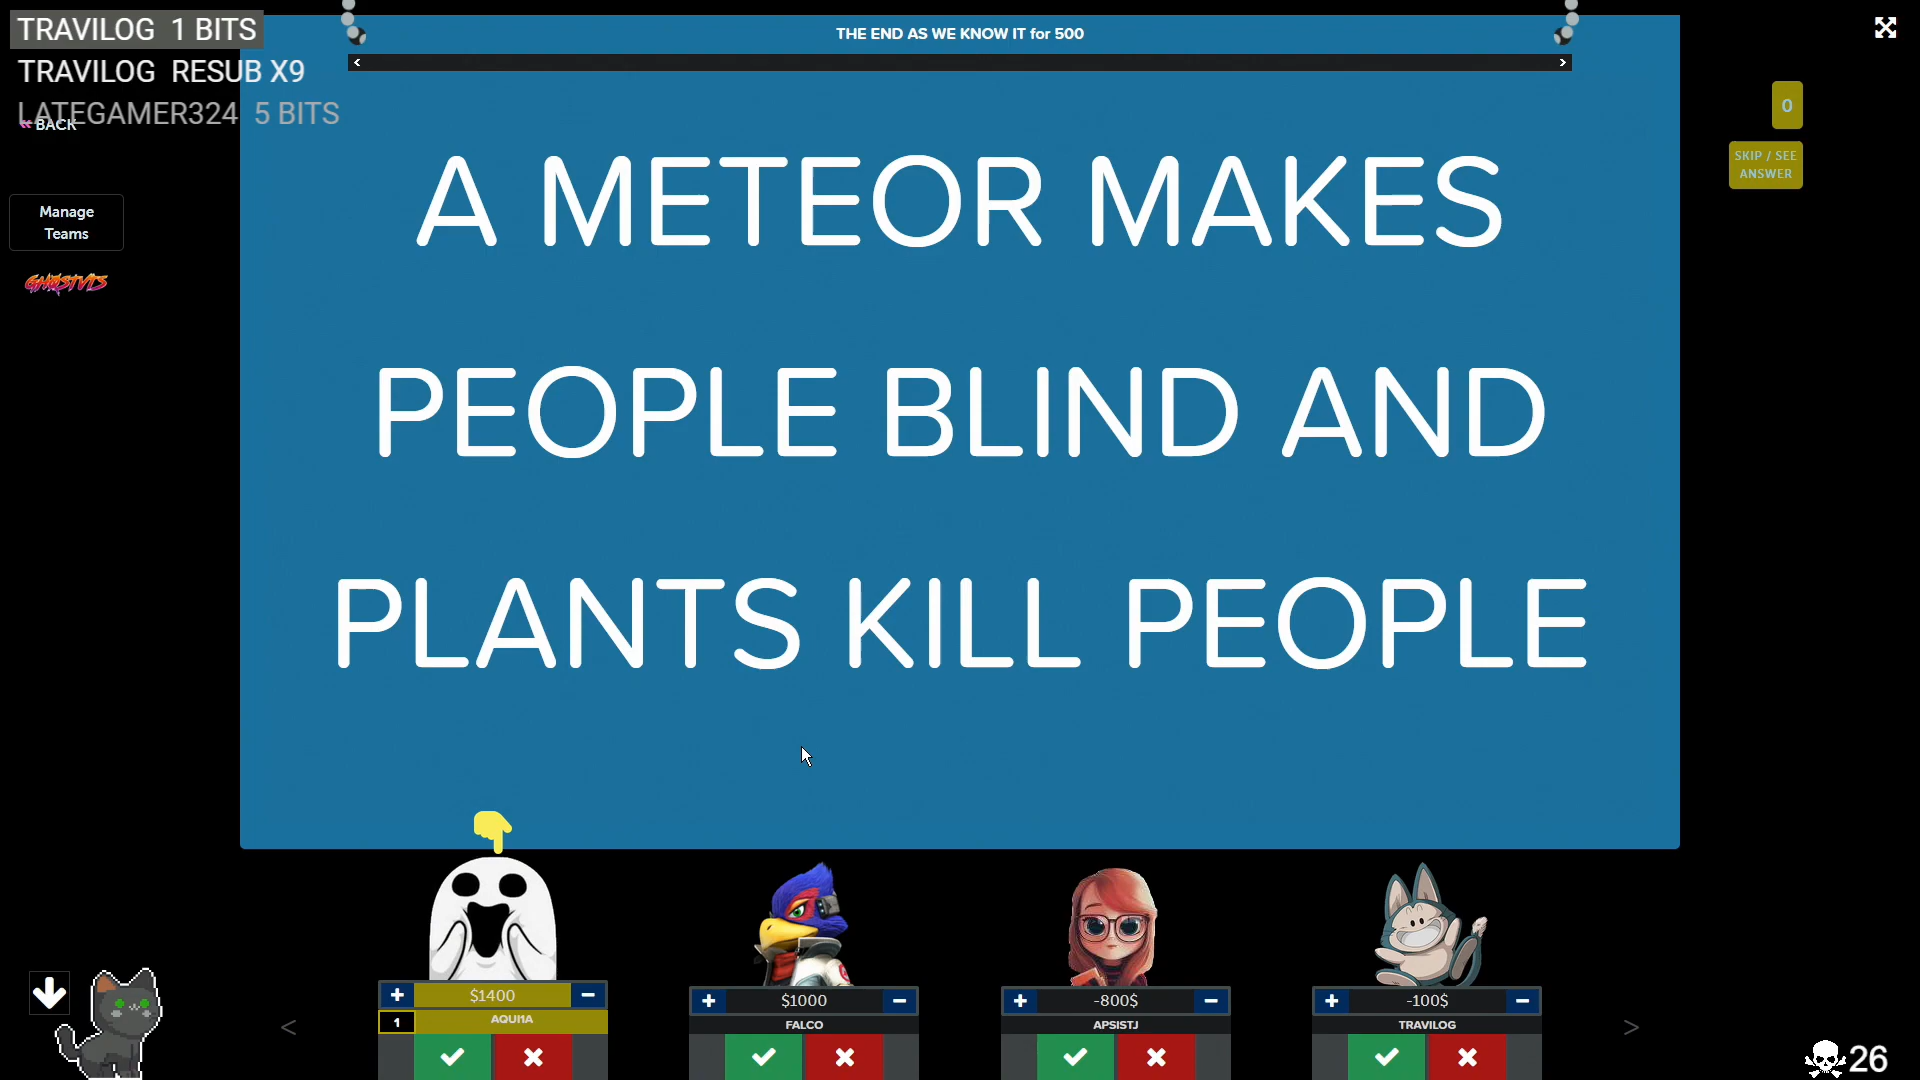 TRAVILOG 1 BITS
TRAVILOG RESUB X9
LATEGAMER324 5 BITS
« BACK
Manage
Teams
GHOSTVTS
THE END AS WE KNOW IT for 500
< >
0
SKIP / SEE
ANSWER
A METEOR MAKES
PEOPLE BLIND AND
PLANTS KILL PEOPLE
+ $1400 −
1 AQUI1A
+ $1000 −
FALCO
+ -800$ −
APSISTJ
+ -100$ −
TRAVILOG
< >
26